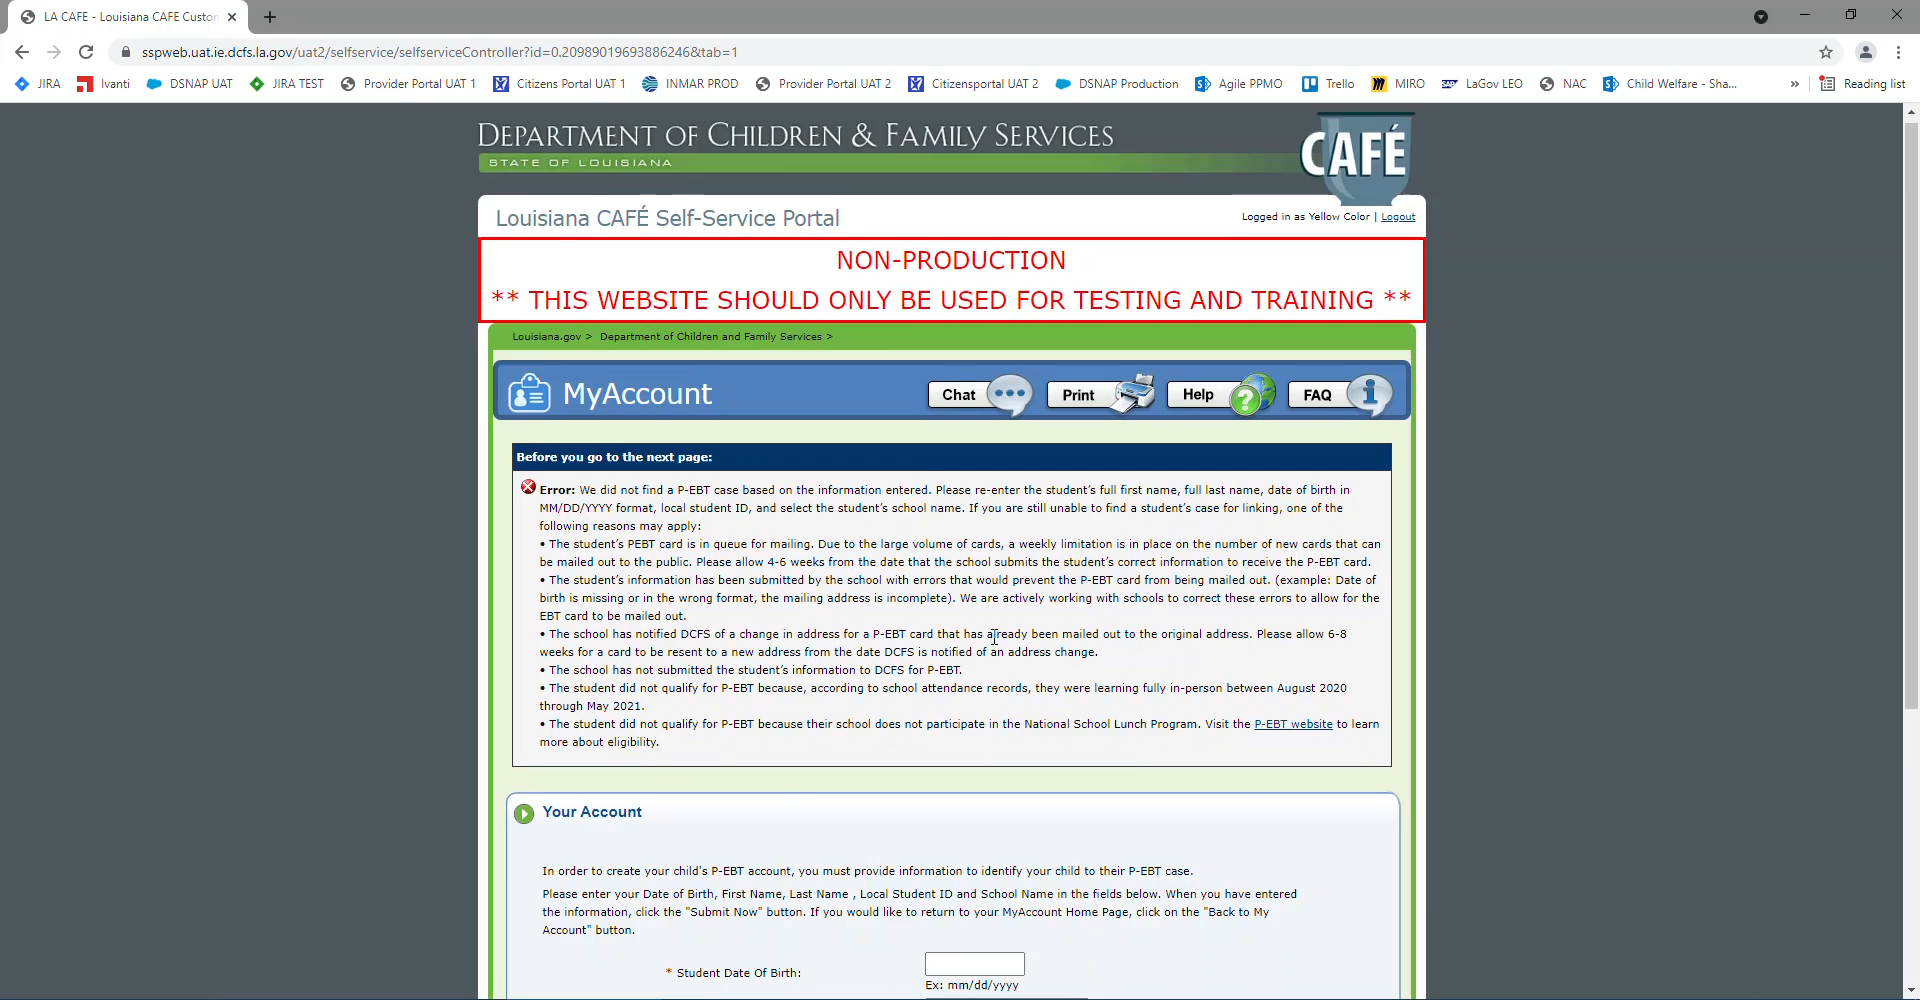 LA CAFE - Louisiana CAFE Custon
sspweb.uat.ie.dcfs.la.gov/uat2/selfservice/selfserviceController?id=0.20989019693886246&tab=1
JIRA Ivanti DSNAP UAT JIRA TEST Provider Portal UAT 1 Citizens Portal UAT 1 INMAR PROD Provider Portal UAT 2 Citizensportal UAT 2 DSNAP Production Agile PPMO Trello MIRO LaGov LEO NAC Child Welfare - Sha... » Reading list
DEPARTMENT OF CHILDREN & FAMILY SERVICES
STATE OF LOUISIANA
CAFÉ
Louisiana CAFÉ Self-Service Portal
Logged in as Yellow Color | Logout
NON-PRODUCTION
** THIS WEBSITE SHOULD ONLY BE USED FOR TESTING AND TRAINING **
Louisiana.gov > Department of Children and Family Services >
MyAccount Chat Print Help ? FAQ i
Before you go to the next page:
Error: We did not find a P-EBT case based on the information entered. Please re-enter the student's full first name, full last name, date of birth in
MM/DD/YYYY format, local student ID, and select the student's school name. If you are still unable to find a student's case for linking, one of the
following reasons may apply:
• The student's PEBT card is in queue for mailing. Due to the large volume of cards, a weekly limitation is in place on the number of new cards that can
be mailed out to the public. Please allow 4-6 weeks from the date that the school submits the student's correct information to receive the P-EBT card.
• The student's information has been submitted by the school with errors that would prevent the P-EBT card from being mailed out. (example: Date of
birth is missing or in the wrong format, the mailing address is incomplete). We are actively working with schools to correct these errors to allow for the
EBT card to be mailed out.
• The school has notified DCFS of a change in address for a P-EBT card that has already been mailed out to the original address. Please allow 6-8
weeks for a card to be resent to a new address from the date DCFS is notified of an address change.
• The school has not submitted the student's information to DCFS for P-EBT.
• The student did not qualify for P-EBT because, according to school attendance records, they were learning fully in-person between August 2020
through May 2021.
• The student did not qualify for P-EBT because their school does not participate in the National School Lunch Program. Visit the P-EBT website to learn
more about eligibility.
Your Account
In order to create your child's P-EBT account, you must provide information to identify your child to their P-EBT case.
Please enter your Date of Birth, First Name, Last Name , Local Student ID and School Name in the fields below. When you have entered
the information, click the "Submit Now" button. If you would like to return to your MyAccount Home Page, click on the "Back to My
Account" button.
* Student Date Of Birth:
Ex: mm/dd/yyyy